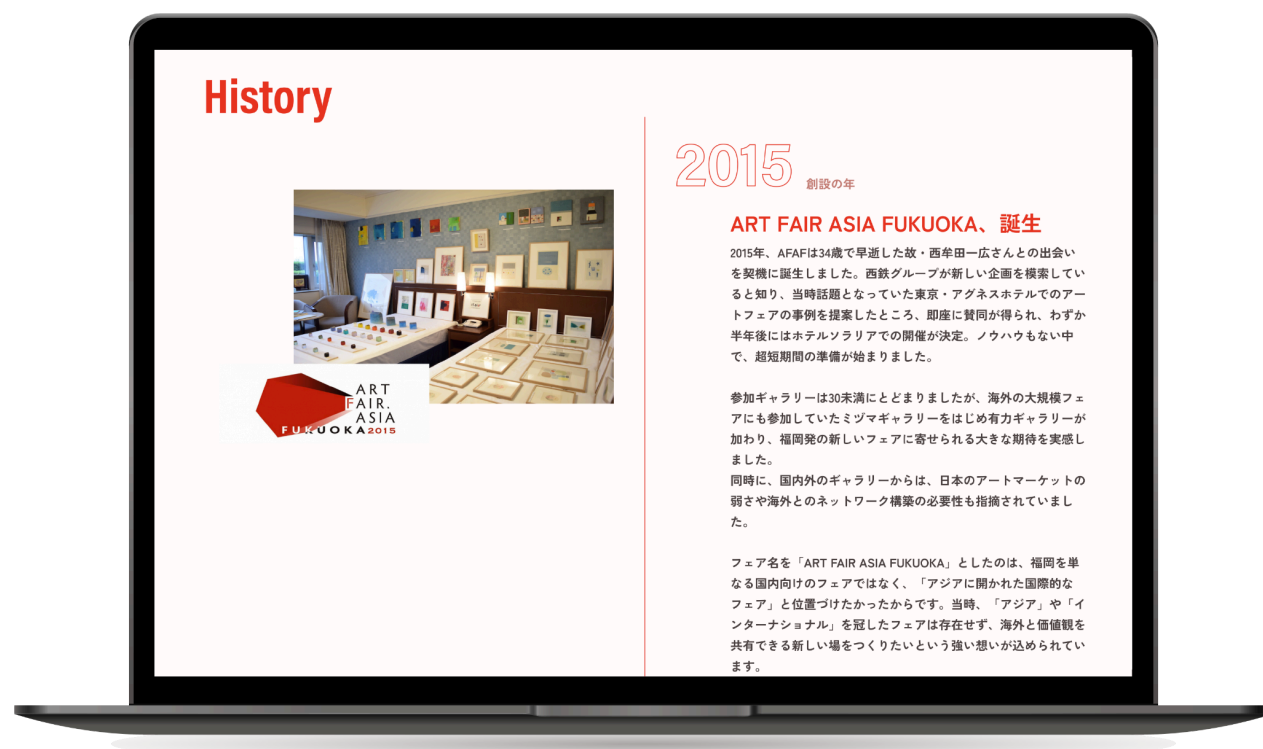 History
ART
FAIR.
ASIA
FUKUOKA2015
2015
創設の年
ART FAIR ASIA FUKUOKA、誕生
2015年、AFAFは34歳で早逝した故・西牟田一広さんとの出会い
を契機に誕生しました。西鉄グループが新しい企画を模索してい
ると知り、当時話題となっていた東京・アグネスホテルでのアー
トフェアの事例を提案したところ、即座に賛同が得られ、わずか
半年後にはホテルソラリアでの開催が決定。ノウハウもない中
で、超短期間の準備が始まりました。
参加ギャラリーは30未満にとどまりましたが、海外の大規模フェ
アにも参加していたミヅマギャラリーをはじめ有力ギャラリーが
加わり、福岡発の新しいフェアに寄せられる大きな期待を実感し
ました。
同時に、国内外のギャラリーからは、日本のアートマーケットの
弱さや海外とのネットワーク構築の必要性も指摘されていまし
た。
フェア名を「ART FAIR ASIA FUKUOKA」としたのは、福岡を単
なる国内向けのフェアではなく、「アジアに開かれた国際的な
フェア」と位置づけたかったからです。当時、「アジア」や「イ
ンターナショナル」を冠したフェアは存在せず、海外と価値観を
共有できる新しい場をつくりたいという強い想いが込められてい
ます。